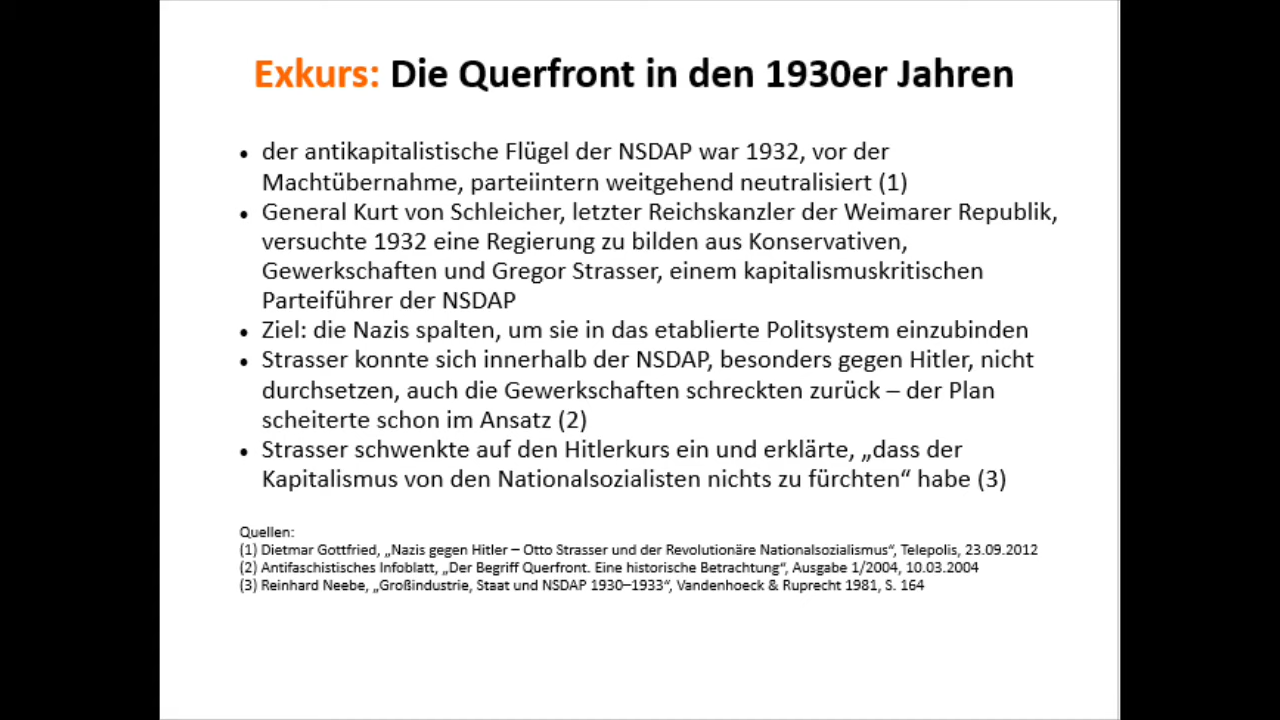 Exkurs: Die Querfront in den 1930er Jahren
• der antikapitalistische Flügel der NSDAP war 1932, vor der
Machtübernahme, parteiintern weitgehend neutralisiert (1)
• General Kurt von Schleicher, letzter Reichskanzler der Weimarer Republik,
versuchte 1932 eine Regierung zu bilden aus Konservativen,
Gewerkschaften und Gregor Strasser, einem kapitalismuskritischen
Parteiführer der NSDAP
• Ziel: die Nazis spalten, um sie in das etablierte Politsystem einzubinden
• Strasser konnte sich innerhalb der NSDAP, besonders gegen Hitler, nicht
durchsetzen, auch die Gewerkschaften schreckten zurück – der Plan
scheiterte schon im Ansatz (2)
• Strasser schwenkte auf den Hitlerkurs ein und erklärte, „dass der
Kapitalismus von den Nationalsozialisten nichts zu fürchten“ habe (3)
Quellen:
(1) Dietmar Gottfried, „Nazis gegen Hitler – Otto Strasser und der Revolutionäre Nationalsozialismus“, Telepolis, 23.09.2012
(2) Antifaschistisches Infoblatt, „Der Begriff Querfront. Eine historische Betrachtung“, Ausgabe 1/2004, 10.03.2004
(3) Reinhard Neebe, „Großindustrie, Staat und NSDAP 1930–1933“, Vandenhoeck & Ruprecht 1981, S. 164